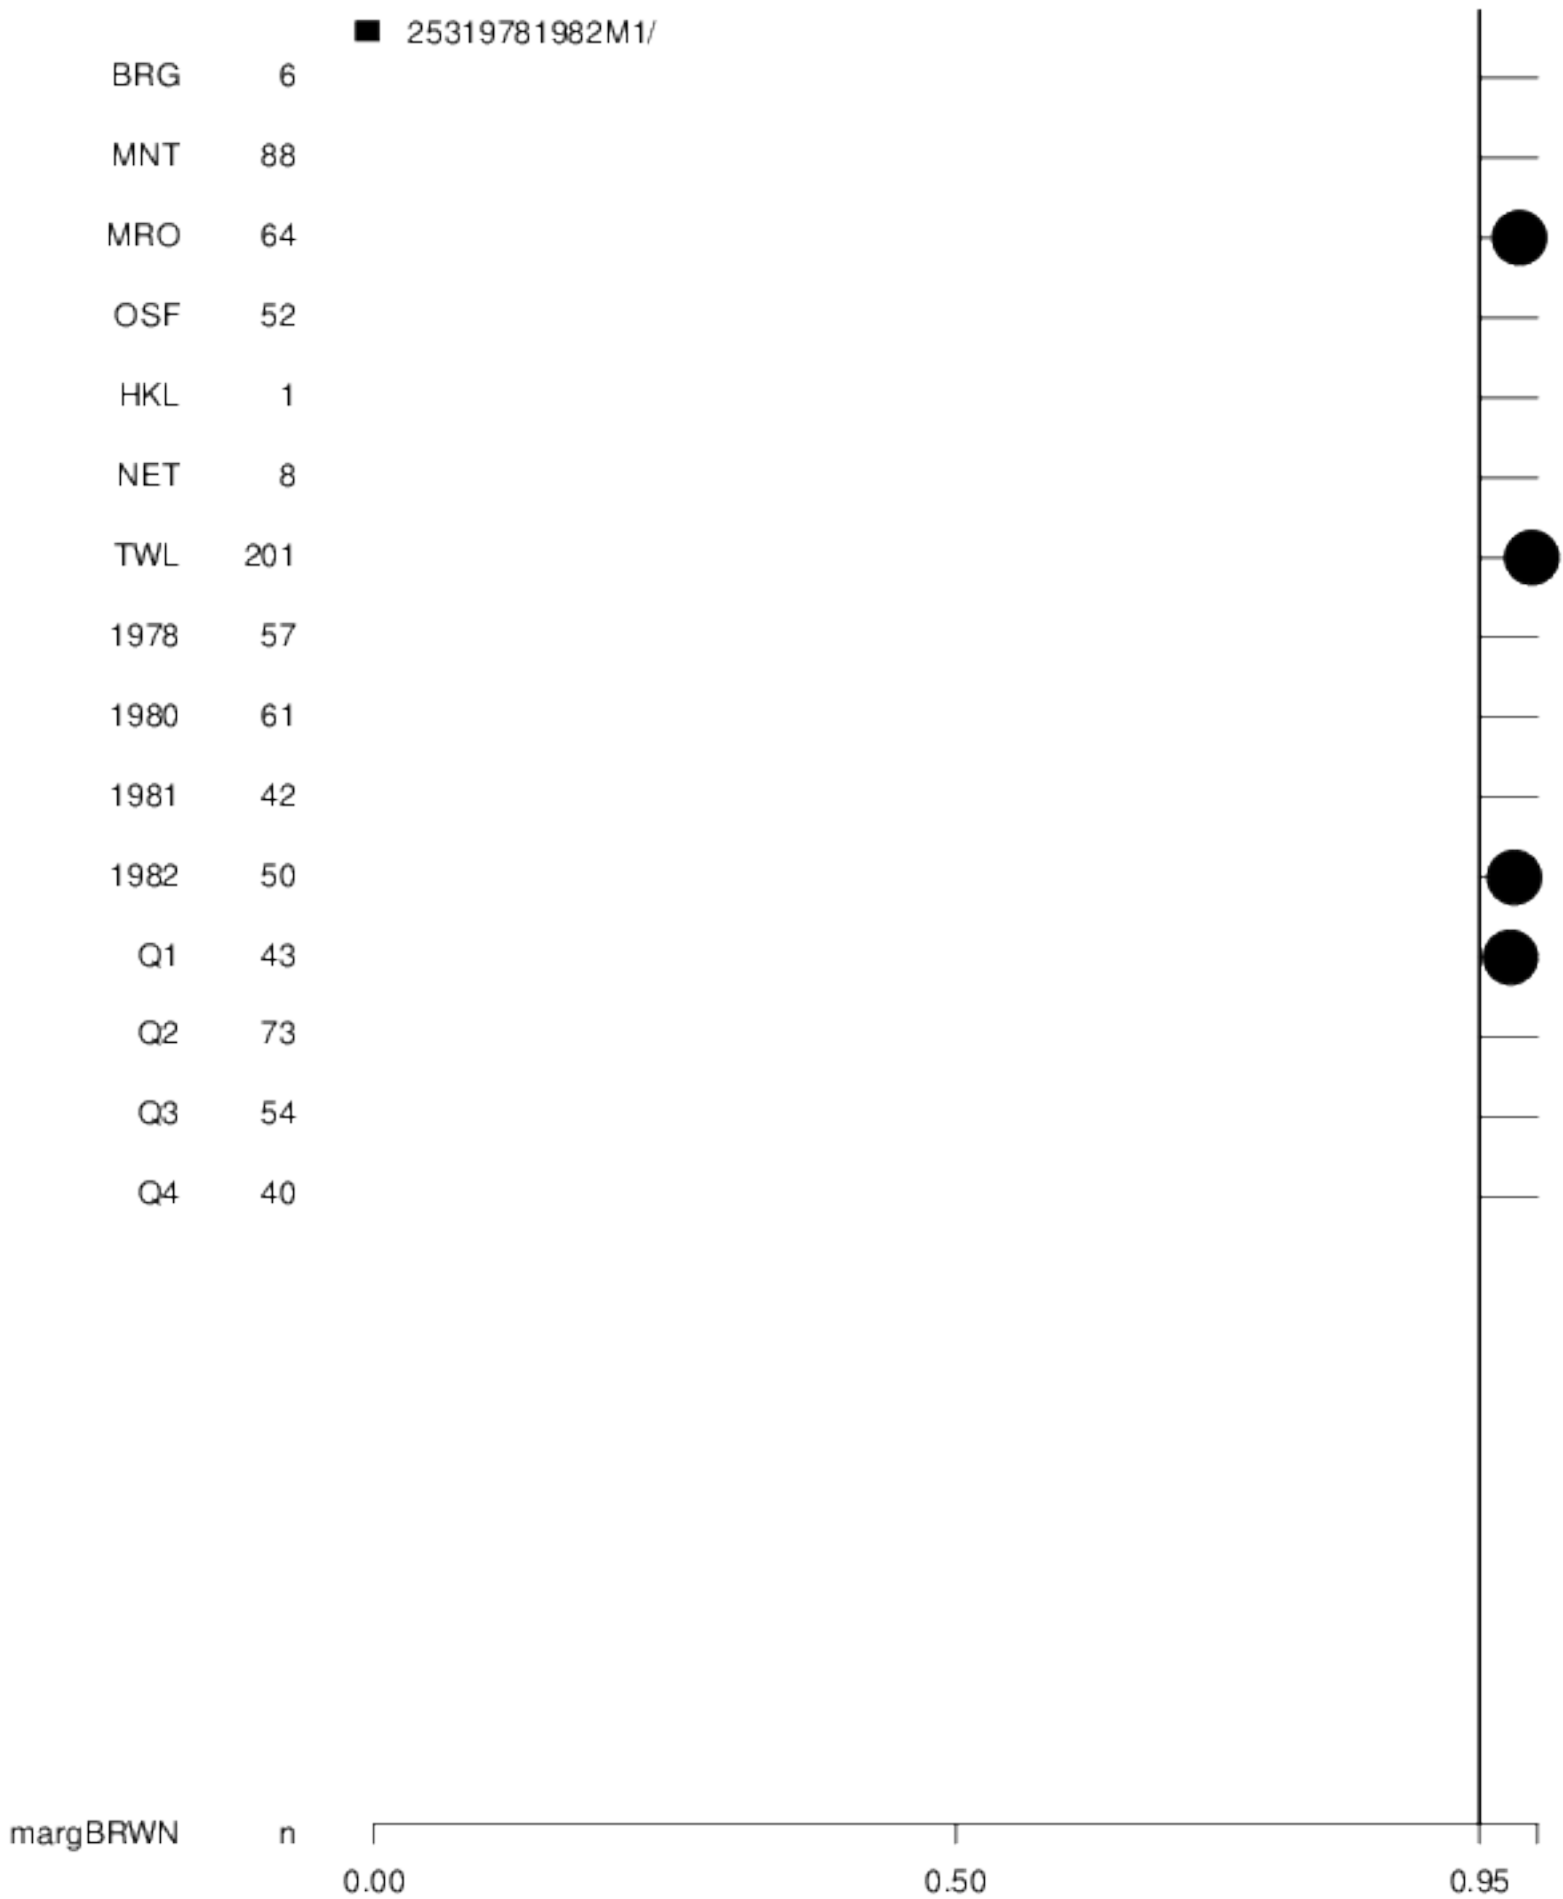 25319781982M1/
BRG 6
MNT 88
MRO 64
OSF 52
HKL 1
NET 8
TWL 201
1978 57
1980 61
1981 42
1982 50
Q1 43
Q2 73
Q3 54
Q4 40
margBRWN n
0.00 0.50 0.95